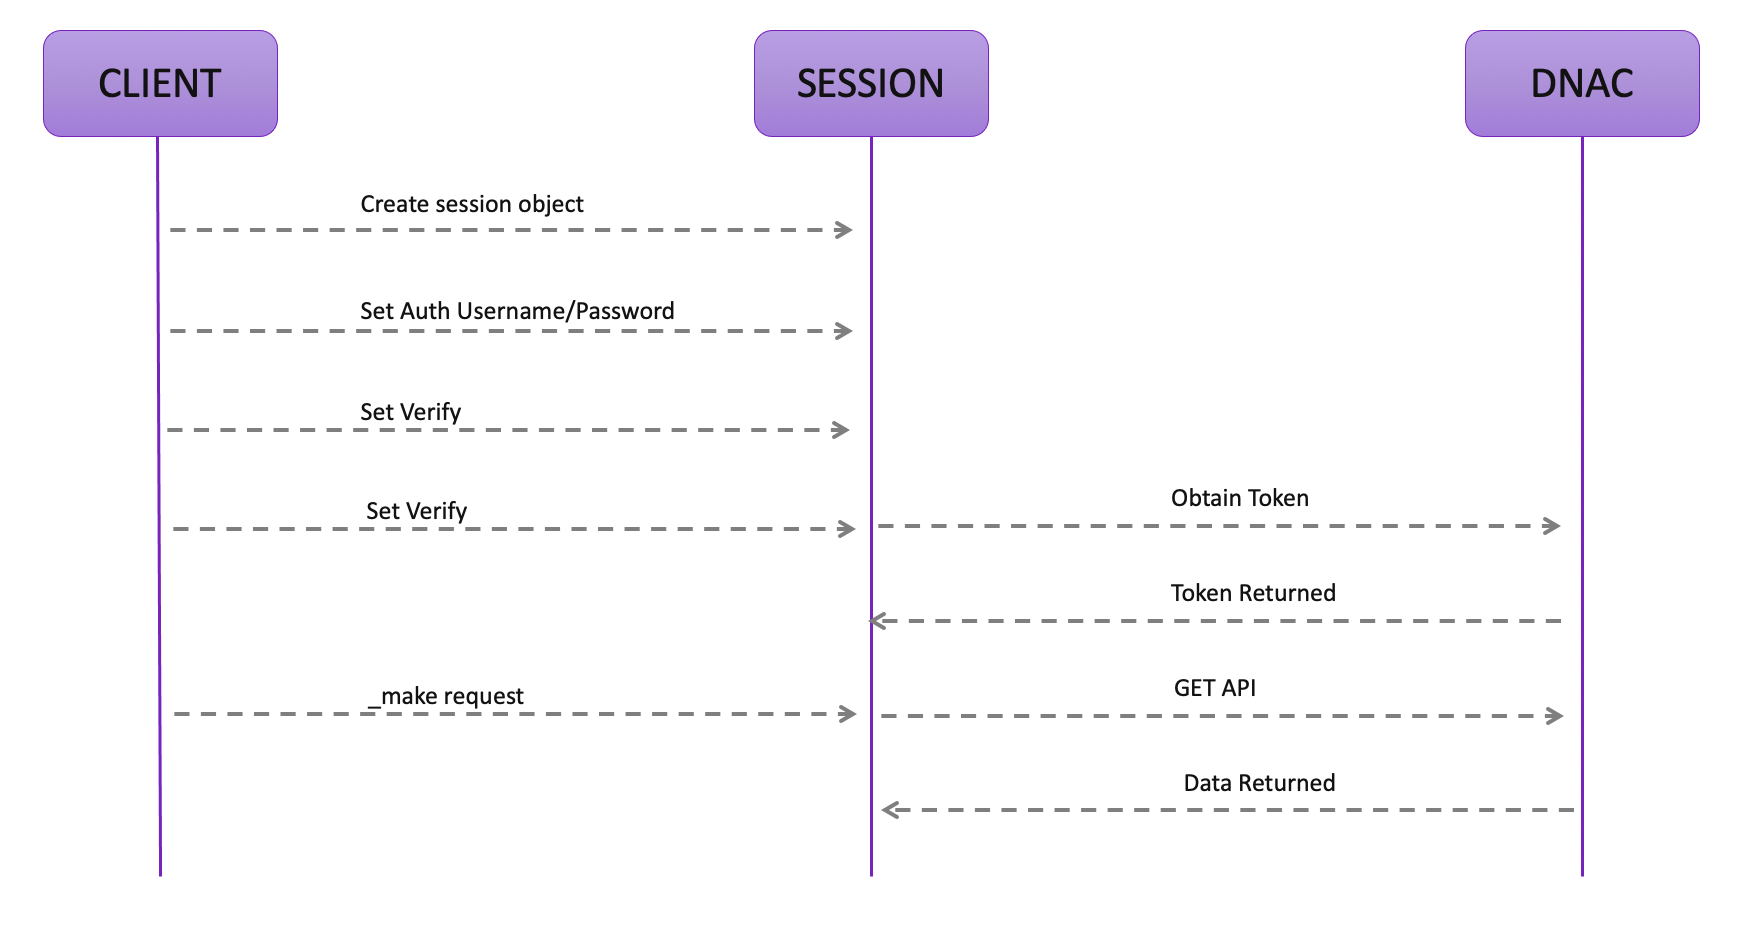 CLIENT
SESSION
DNAC
Create session object
Set Auth Username/Password
Set Verify
Set Verify
Obtain Token
Token Returned
_make request
GET API
Data Returned